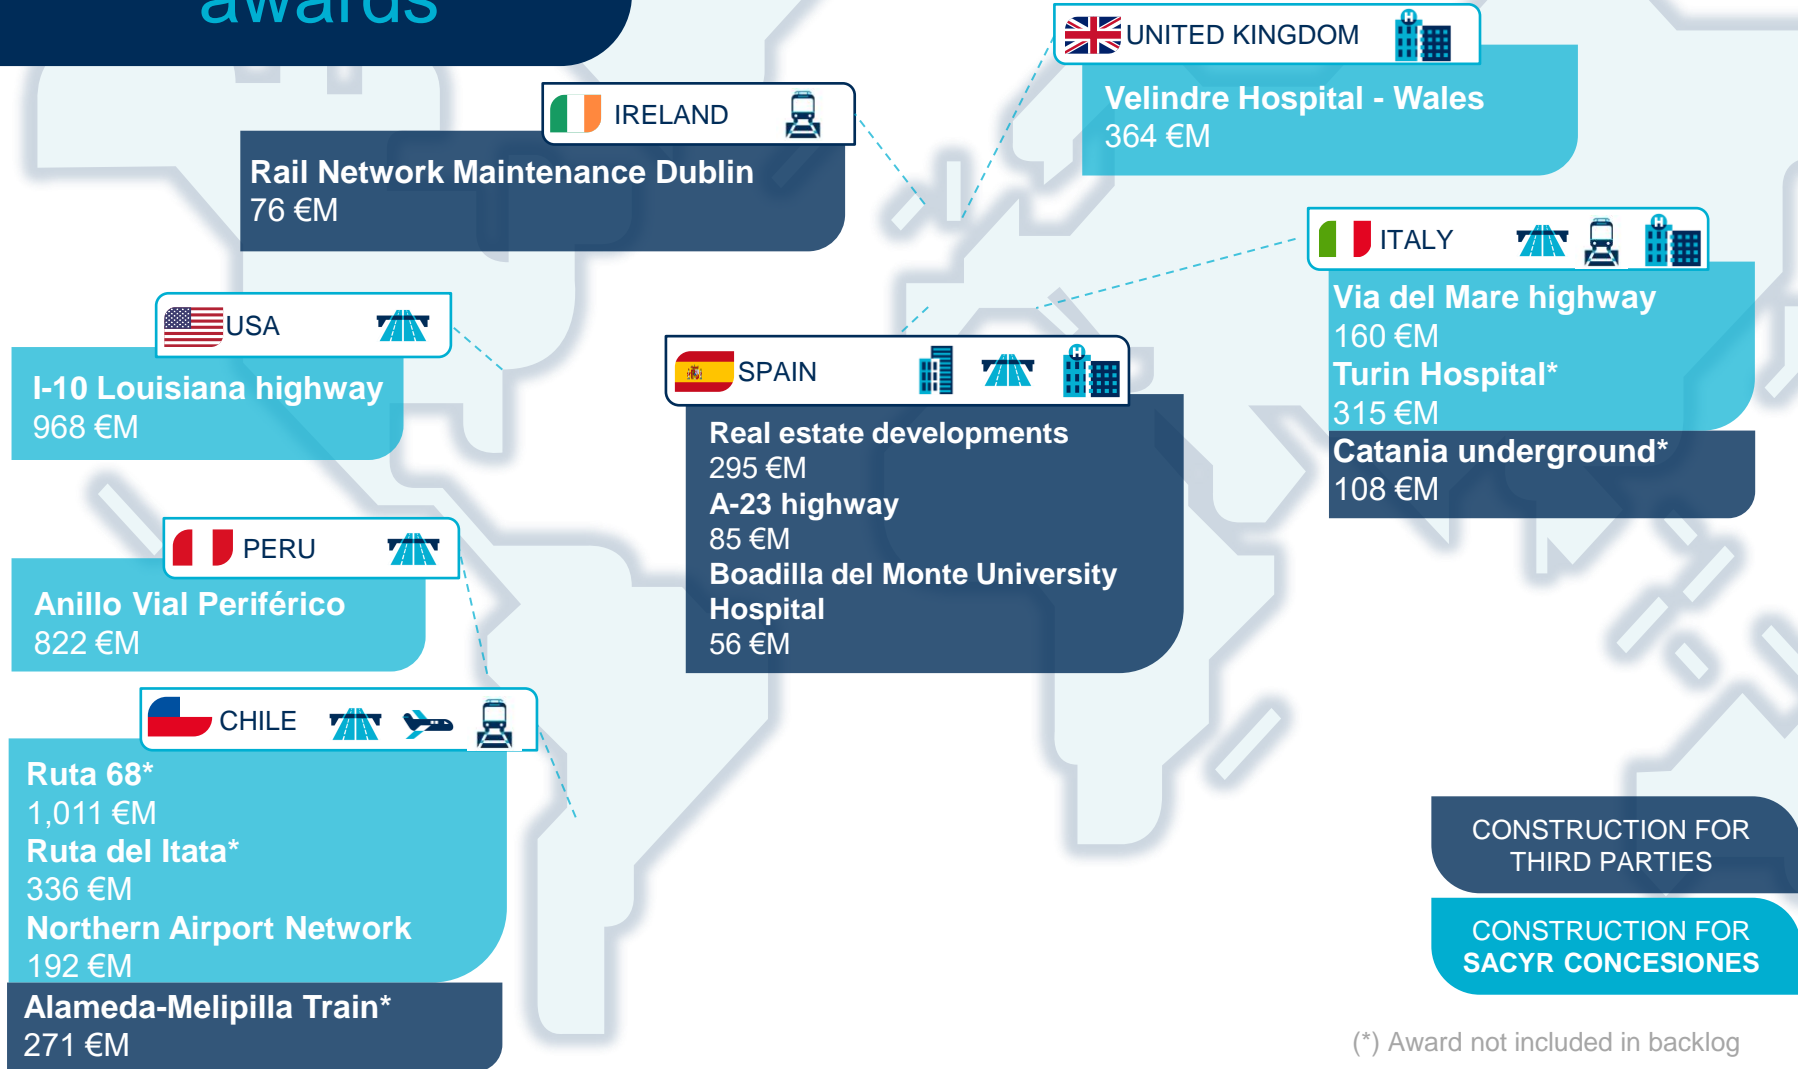 awards
UNITED KINGDOM
Velindre Hospital - Wales
364 €M
IRELAND
Rail Network Maintenance Dublin
76 €M
ITALY
Via del Mare highway
160 €M
Turin Hospital*
315 €M
Catania underground*
108 €M
USA
I-10 Louisiana highway
968 €M
SPAIN
Real estate developments
295 €M
A-23 highway
85 €M
Boadilla del Monte University
Hospital
56 €M
PERU
Anillo Vial Periférico
822 €M
CHILE
Ruta 68*
1,011 €M
Ruta del Itata*
336 €M
Northern Airport Network
192 €M
Alameda-Melipilla Train*
271 €M
CONSTRUCTION FOR
THIRD PARTIES
CONSTRUCTION FOR
SACYR CONCESIONES
(*) Award not included in backlog